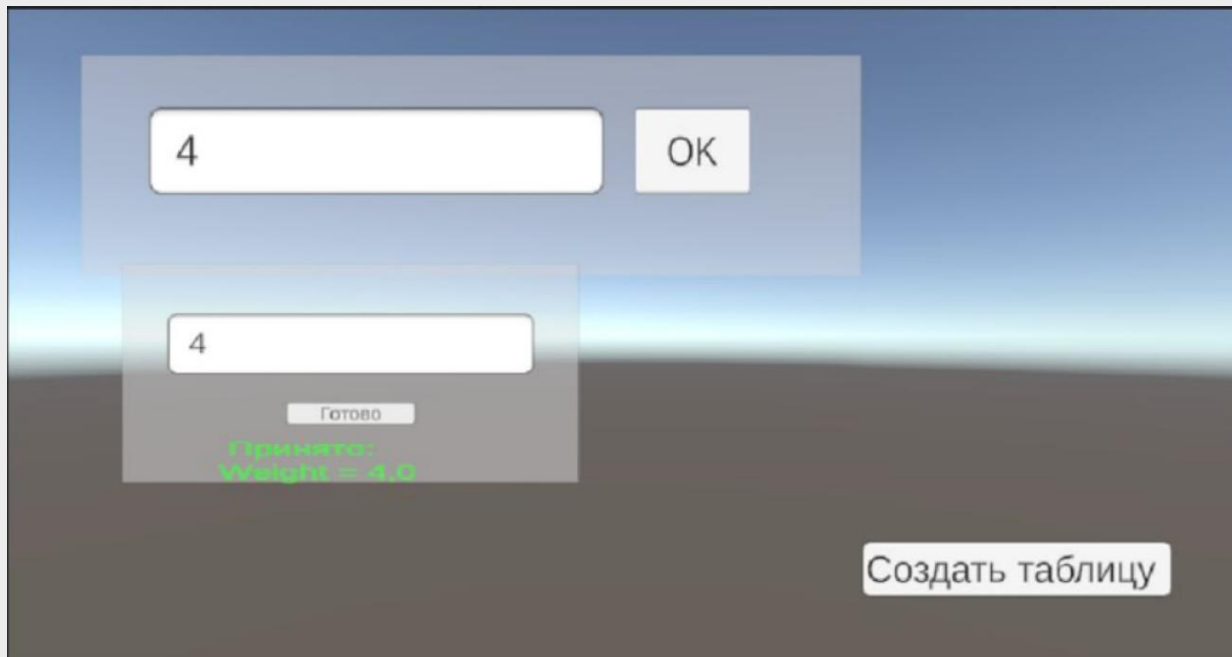 4
OK
4
Готово
Принято:
Weight = 4,0
Создать таблицу